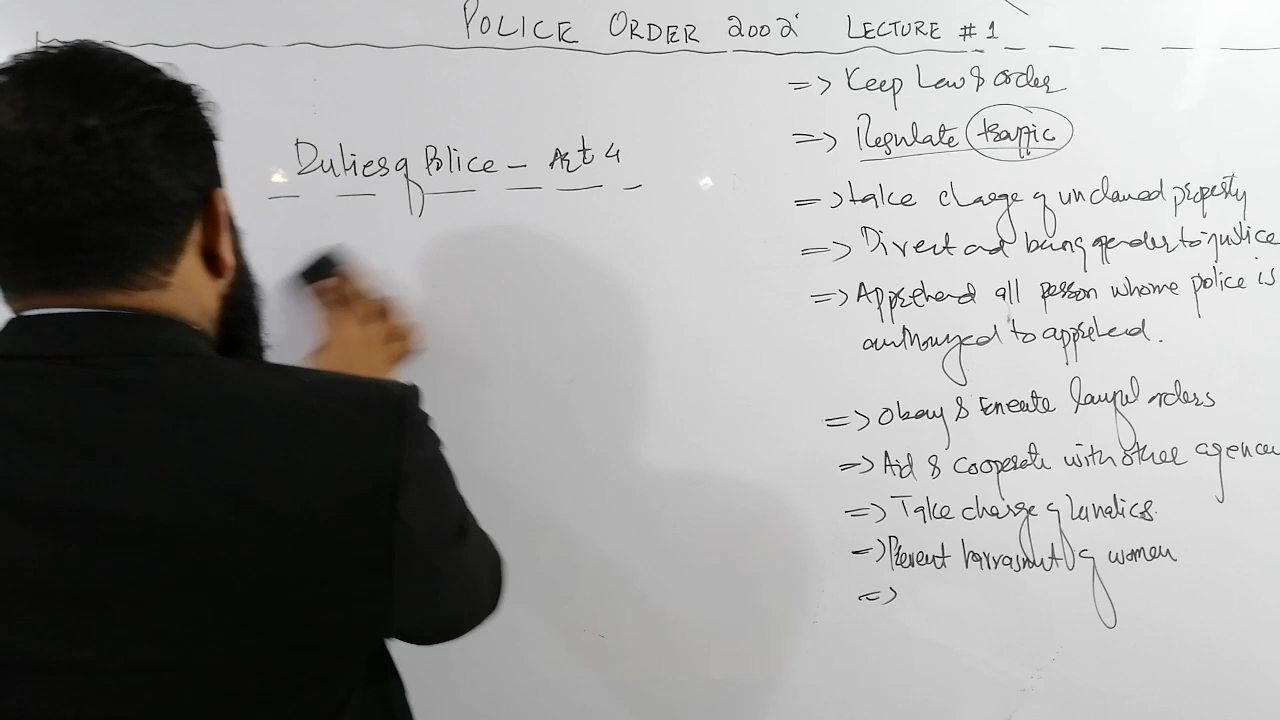 POLICE ORDER 2002 LECTURE # 1
Duties of Police - Art 4
=> Keep Law & order
=> Regulate traffic
=> take charge of unclaimed property
=> Direct and bring offender to justice
=> Apprehend all person whome police is
authorized to apprehend.
=> Obay & Execute lawful orders
=> Aid & cooperate with other agencie
=> Take charge of lunatics.
=> Prevent harrasment of women
=>